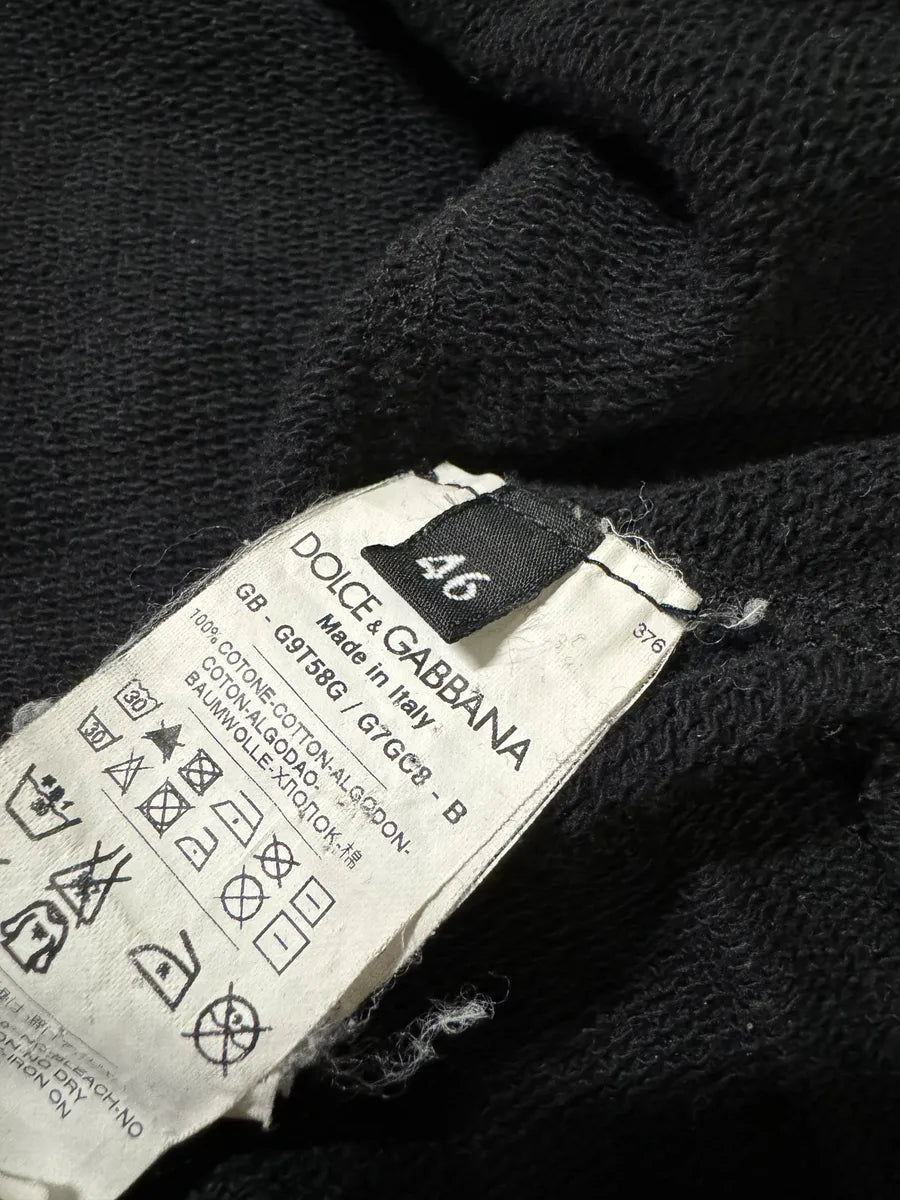 46
376
DOLCE & GABBANA
Made in Italy
GB - G9T58G / G7GC8 - B
100% COTONE-COTTON-ALGODON-
COTON-ALGODAO-
BAUMWOLLE-ХЛОПОК-棉
30
30
BLEACH-NO
NO DRY
IRON ON